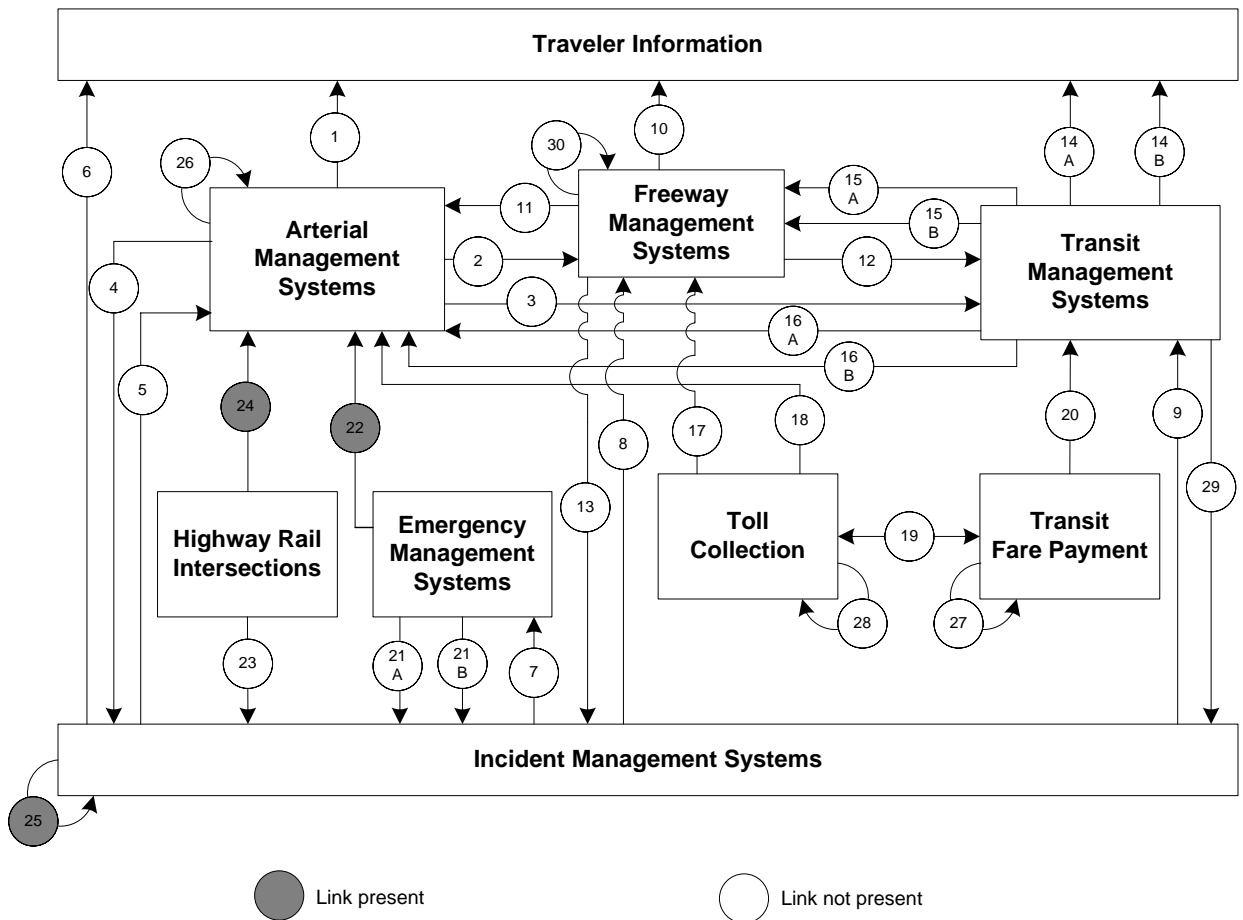 Traveler Information
1
10
14
A
14
B
6
26
30
Freeway
Management
Systems
15
A
15
B
11
Arterial
Management
Systems
2
12
Transit
Management
Systems
4
3
16
A
16
B
5
24
22
8
17
18
20
9
13
29
Highway Rail
Intersections
Emergency
Management
Systems
Toll
Collection
19
Transit
Fare Payment
28
27
23
21
A
21
B
7
Incident Management Systems
25
Link present
Link not present